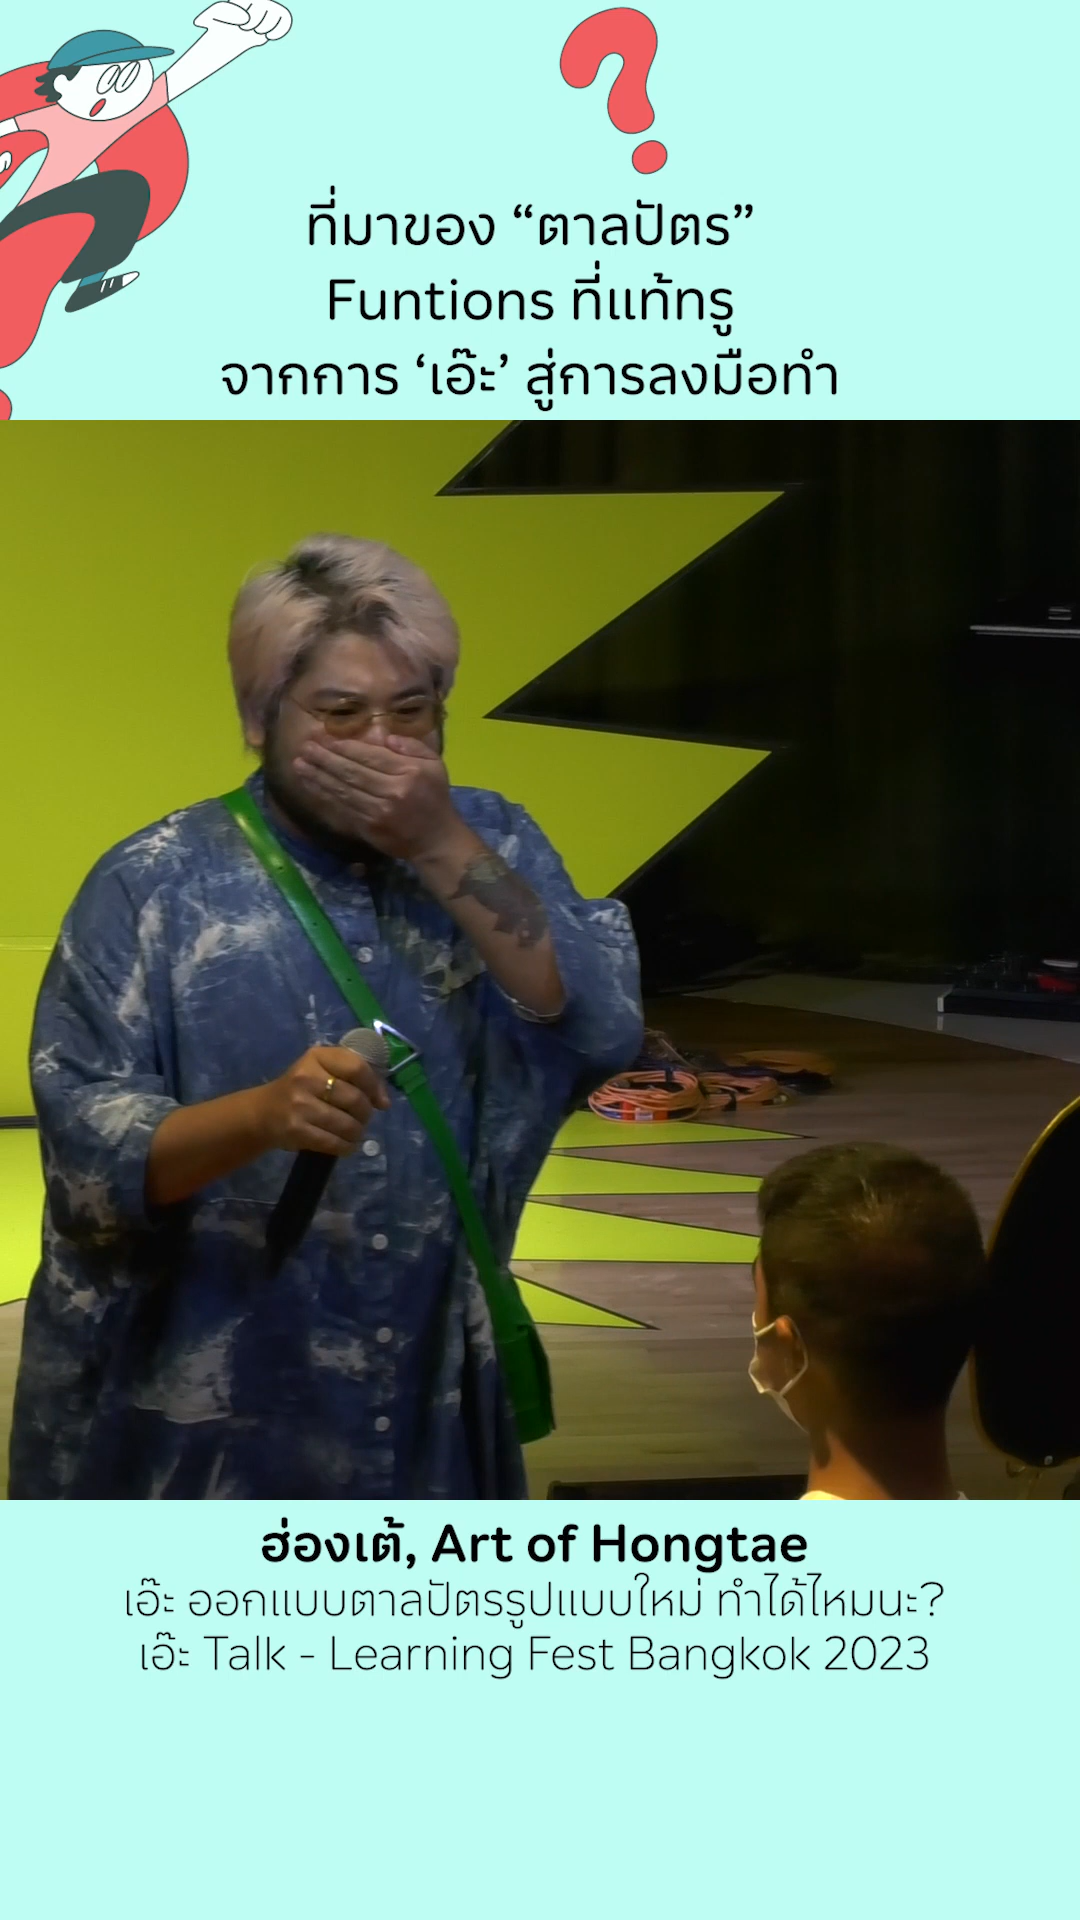 ที่มาของ “ตาลปัตร”
Funtions ที่แท้ทรู
จากการ ‘เอ๊ะ’ สู่การลงมือทำ
ฮ่องเต้, Art of Hongtae
เอ๊ะ ออกแบบตาลปัตรรูปแบบใหม่ ทำได้ไหมนะ?
เอ๊ะ Talk - Learning Fest Bangkok 2023